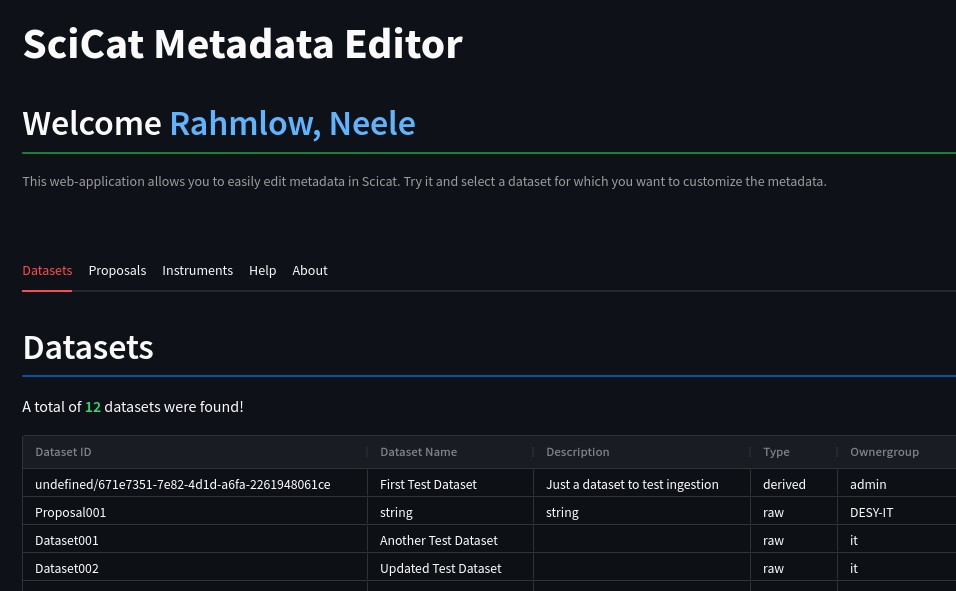 SciCat Metadata Editor
Welcome Rahmlow, Neele
This web-application allows you to easily edit metadata in Scicat. Try it and select a dataset for which you want to customize the metadata.
Datasets Proposals Instruments Help About
Datasets
A total of 12 datasets were found!
Dataset ID Dataset Name Description Type Ownergroup
undefined/671e7351-7e82-4d1d-a6fa-2261948061ce First Test Dataset Just a dataset to test ingestion derived admin
Proposal001 string string raw DESY-IT
Dataset001 Another Test Dataset raw it
Dataset002 Updated Test Dataset raw it